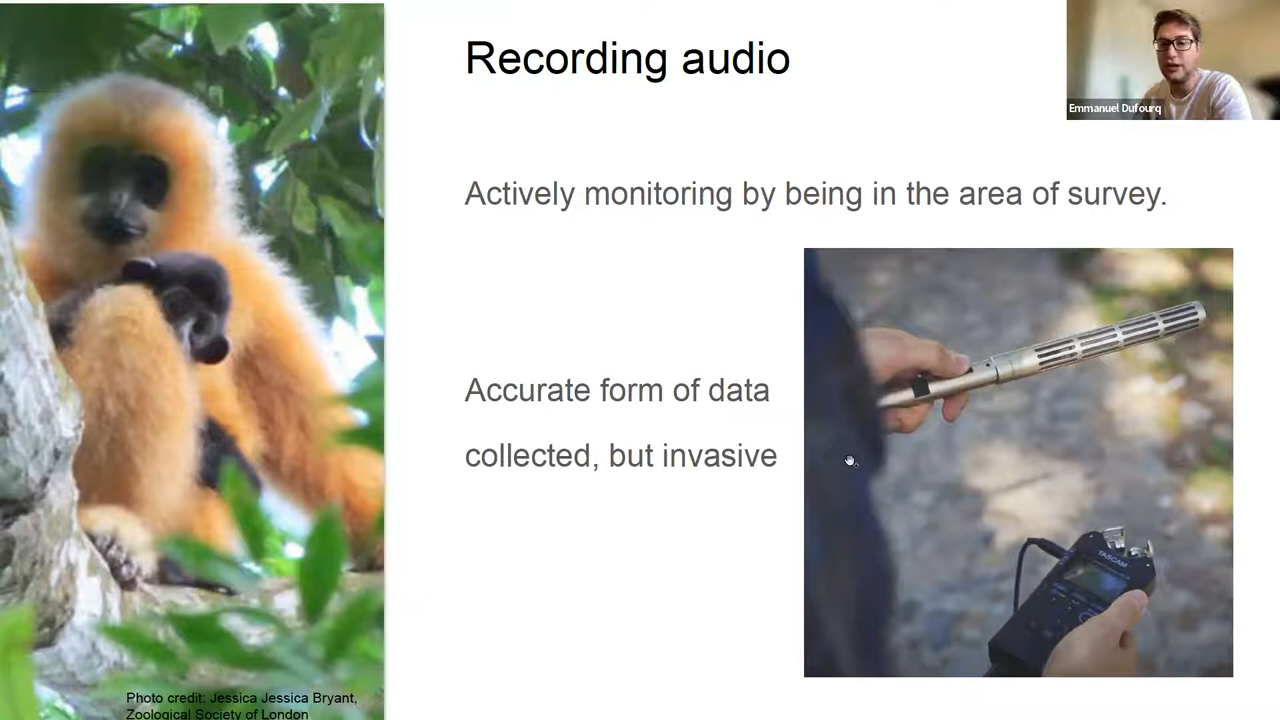 Recording audio
Emmanuel Dufourq
Actively monitoring by being in the area of survey.
Accurate form of data
collected, but invasive
TASCAM
Photo credit: Jessica Jessica Bryant,
Zoological Society of London